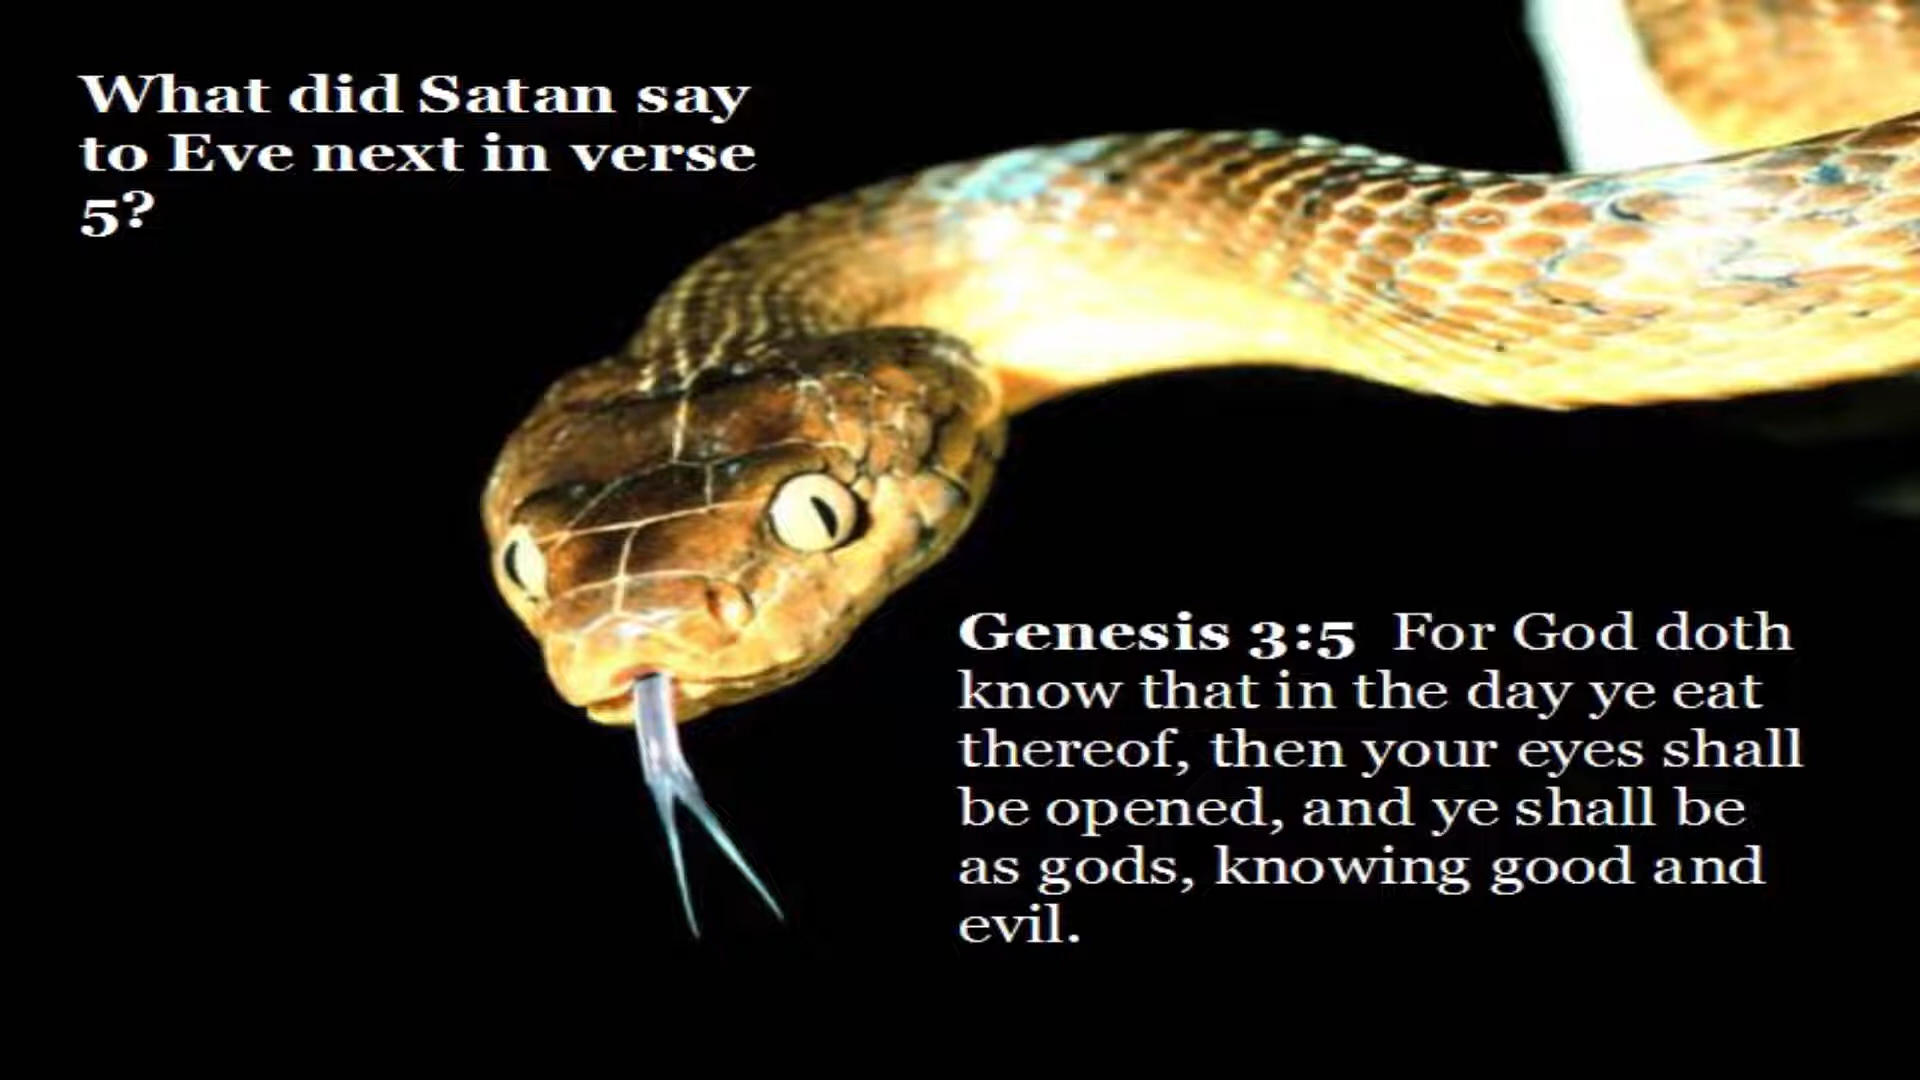 What did Satan say
to Eve next in verse
5?
Genesis 3:5 For God doth
know that in the day ye eat
thereof, then your eyes shall
be opened, and ye shall be
as gods, knowing good and
evil.